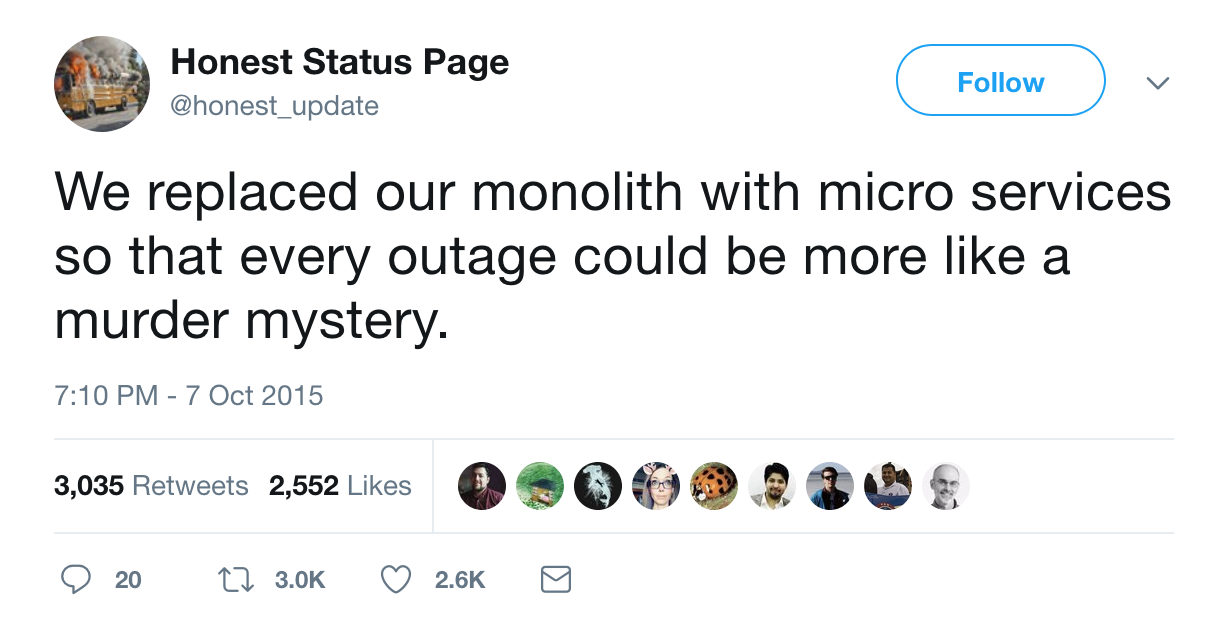 Honest Status Page
@honest_update
Follow
We replaced our monolith with micro services
so that every outage could be more like a
murder mystery.
7:10 PM - 7 Oct 2015
3,035 Retweets 2,552 Likes
20 3.0K 2.6K